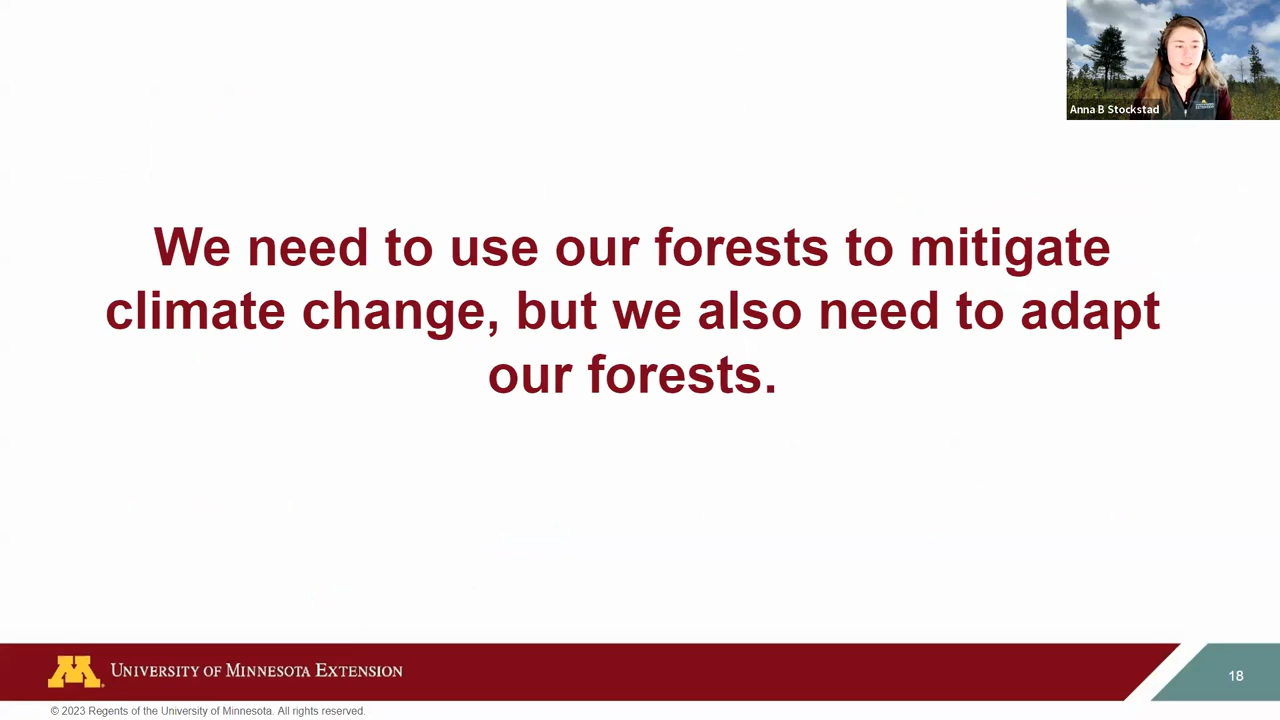 Anna B Stockstad
We need to use our forests to mitigate
climate change, but we also need to adapt
our forests.
UNIVERSITY OF MINNESOTA EXTENSION
18
© 2023 Regents of the University of Minnesota. All rights reserved.